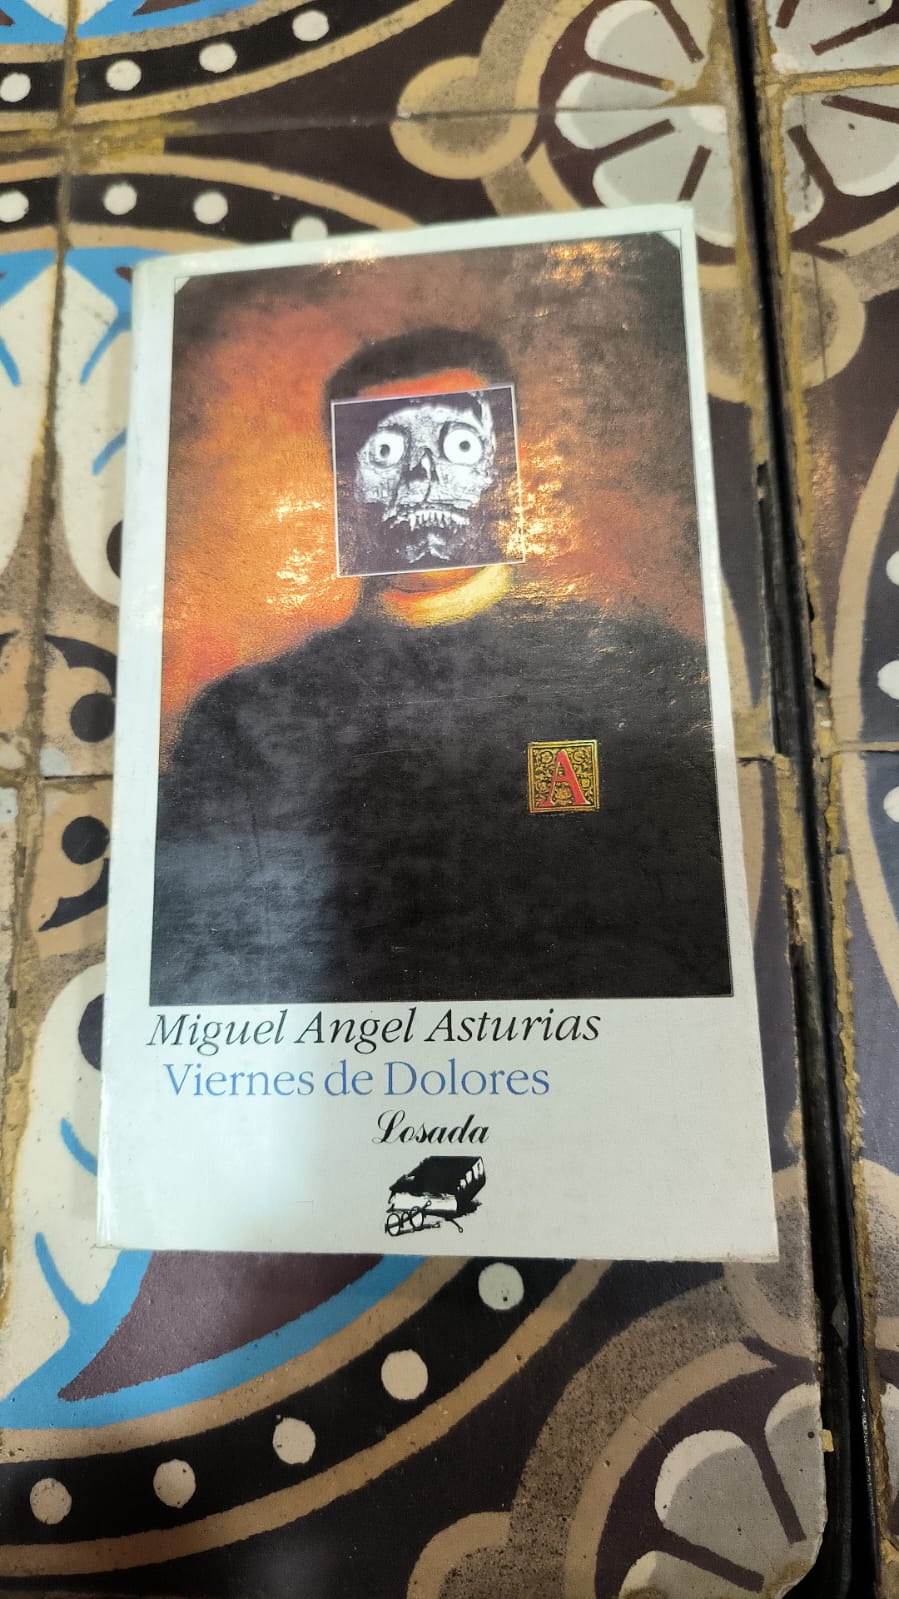 A
Miguel Angel Asturias
Viernes de Dolores
Losada